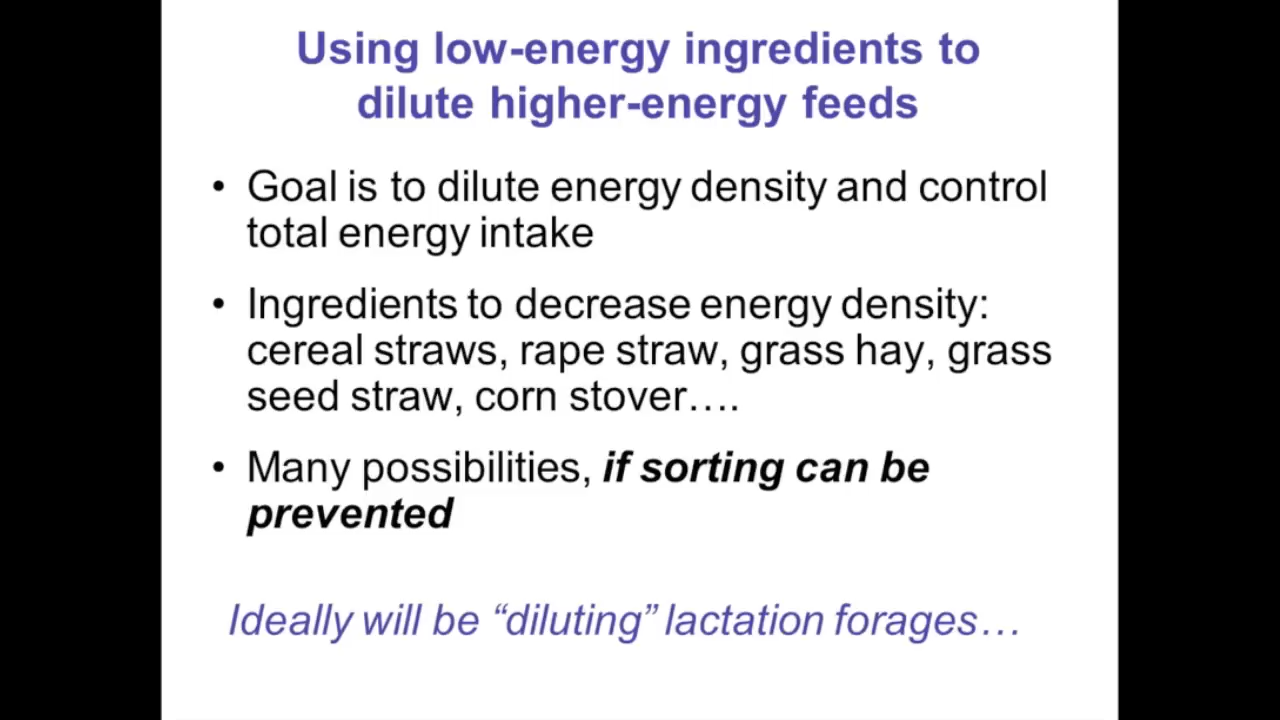 Using low-energy ingredients to
dilute higher-energy feeds
• Goal is to dilute energy density and control
total energy intake
• Ingredients to decrease energy density:
cereal straws, rape straw, grass hay, grass
seed straw, corn stover….
• Many possibilities, if sorting can be
prevented
Ideally will be “diluting” lactation forages…